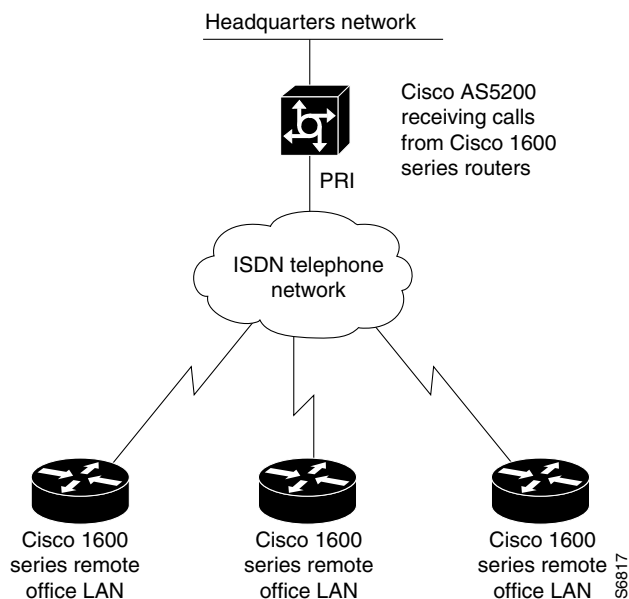 Headquarters network
Cisco AS5200
receiving calls
from Cisco 1600
series routers
PRI
ISDN telephone
network
Cisco 1600
series remote
office LAN
Cisco 1600
series remote
office LAN
Cisco 1600
series remote
office LAN
S6817